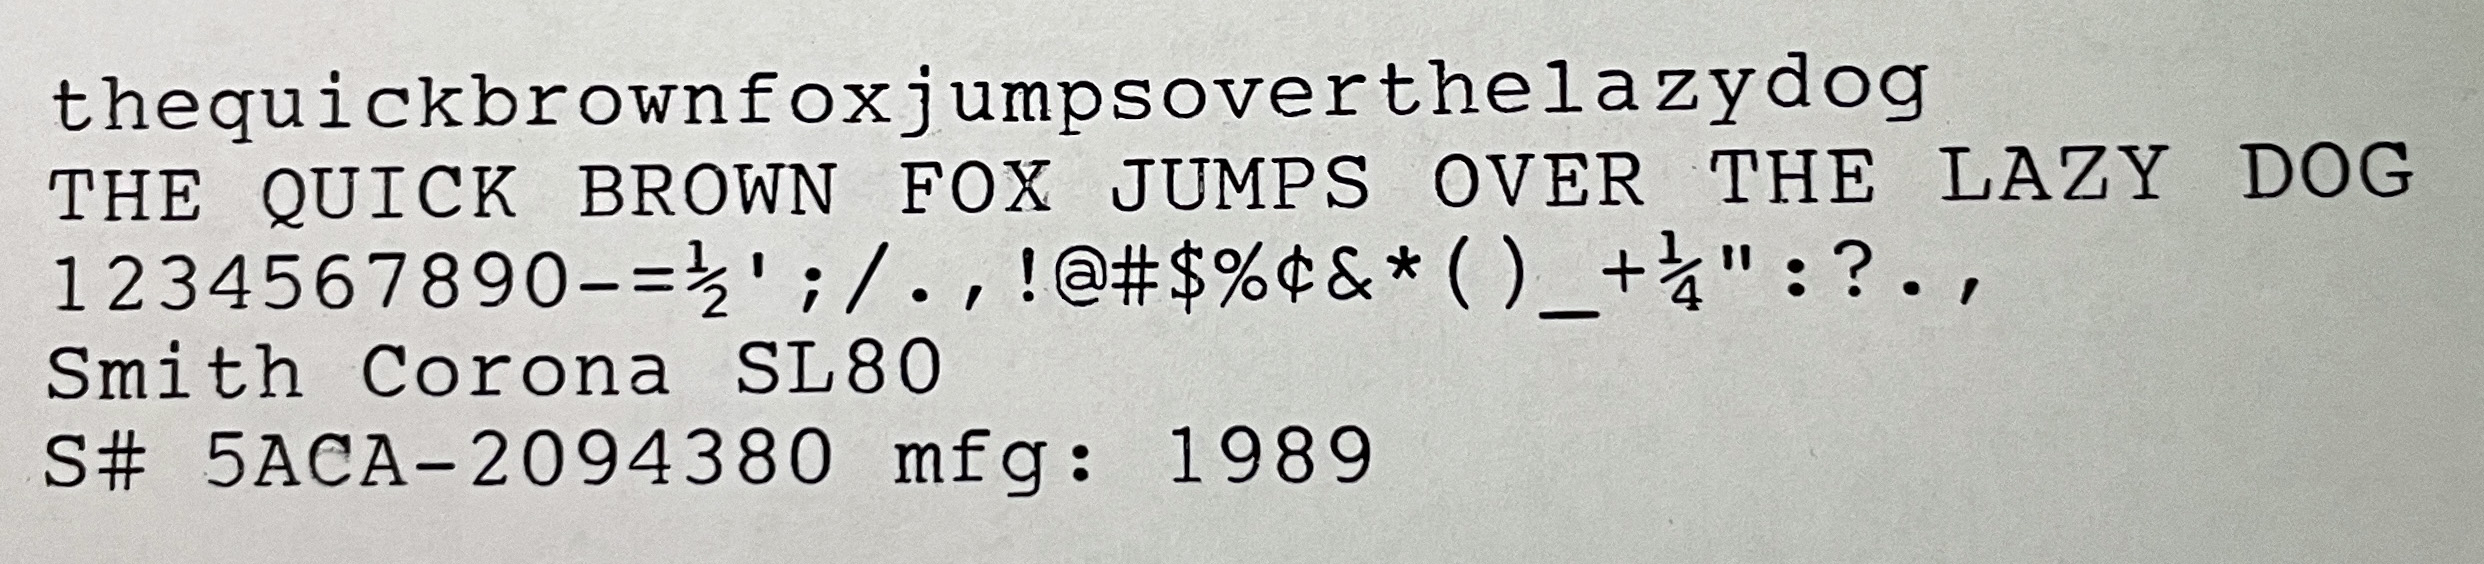 thequickbrownfoxjumpsoverthelazydog
THE QUICK BROWN FOX JUMPS OVER THE LAZY DOG
1234567890-=½';/.,!@#$%¢&*()_+¼":?.,
Smith Corona SL80
S# 5ACA-2094380 mfg: 1989